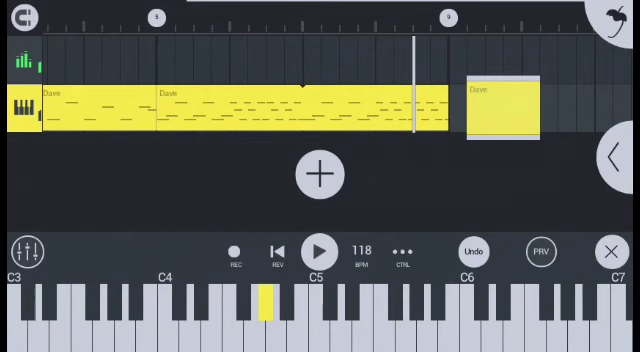 5
9
Dave
Dave
Dave
118
Undo
PRV
REC
REV
BPM
CTRL
C3
C4
C5
C6
C7